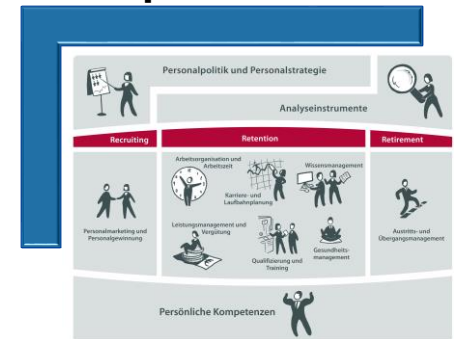 Personalpolitik und Personalstrategie
Analyseinstrumente
Recruiting
Retention
Retirement
Arbeitsorganisation und
Arbeitszeit
Wissensmanagement
Karriere- und
Laufbahnplanung
Personalmarketing und
Personalgewinnung
Leistungsmanagement und
Vergütung
Qualifizierung und
Training
Gesundheits-
management
Austritts- und
Übergangsmanagement
Persönliche Kompetenzen